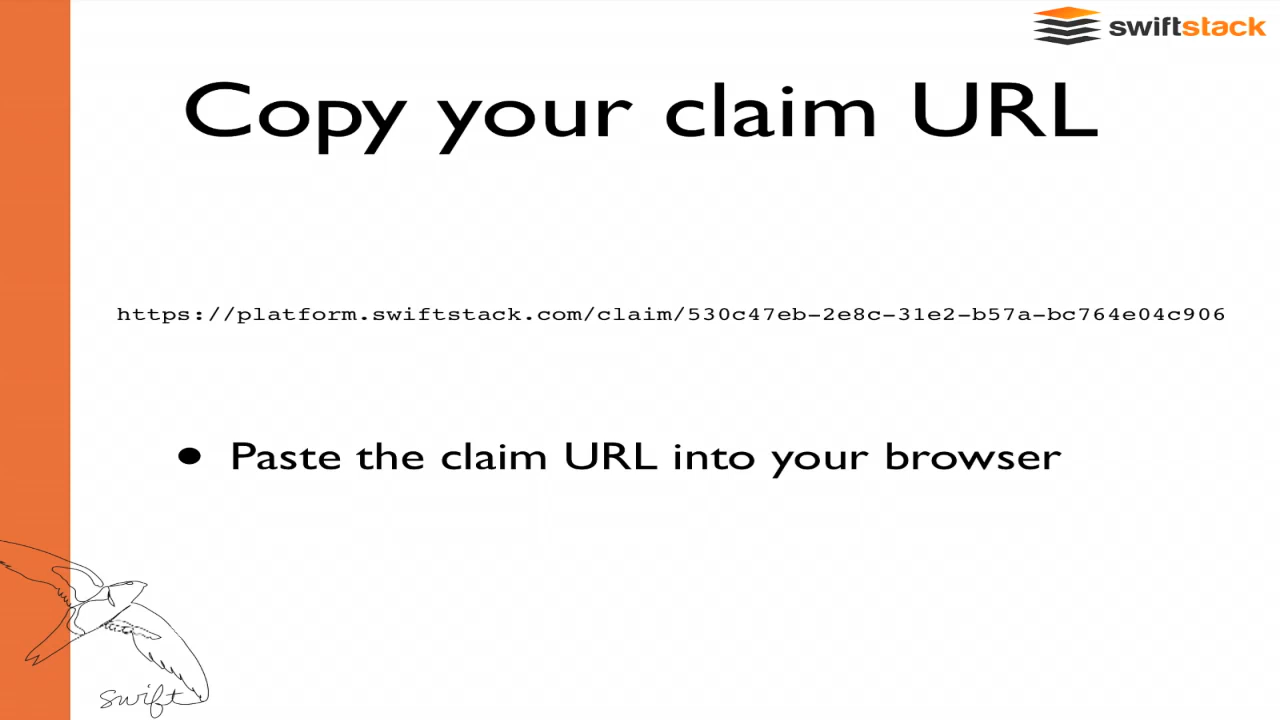 swiftstack
Copy your claim URL
https://platform.swiftstack.com/claim/530c47eb-2e8c-31e2-b57a-bc764e04c906
• Paste the claim URL into your browser
swift